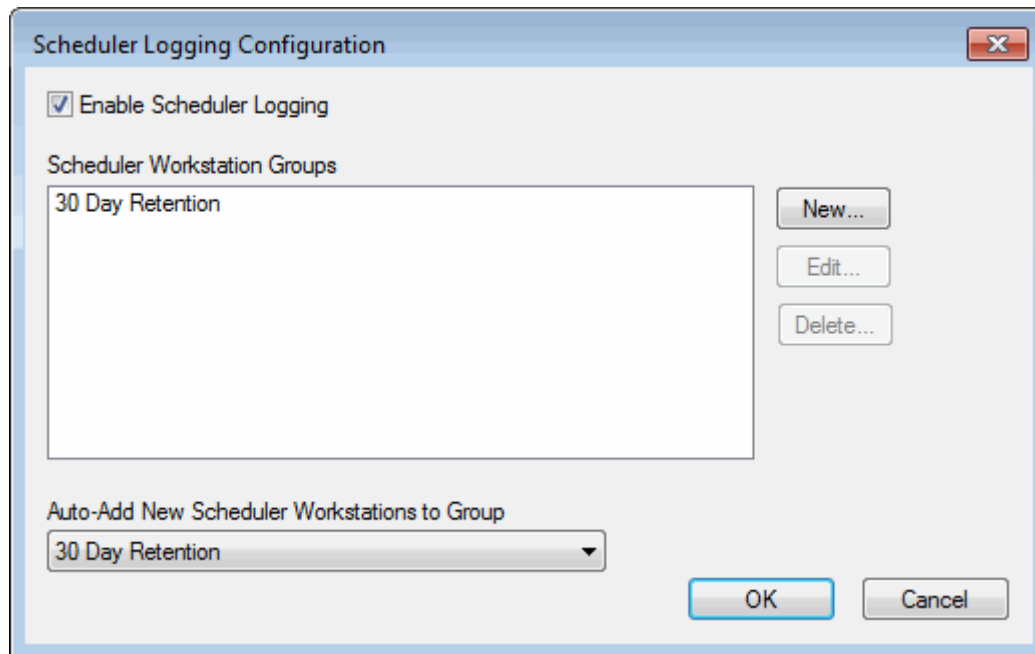 Scheduler Logging Configuration
Enable Scheduler Logging
Scheduler Workstation Groups
30 Day Retention
New...
Edit...
Delete...
Auto-Add New Scheduler Workstations to Group
30 Day Retention
OK
Cancel